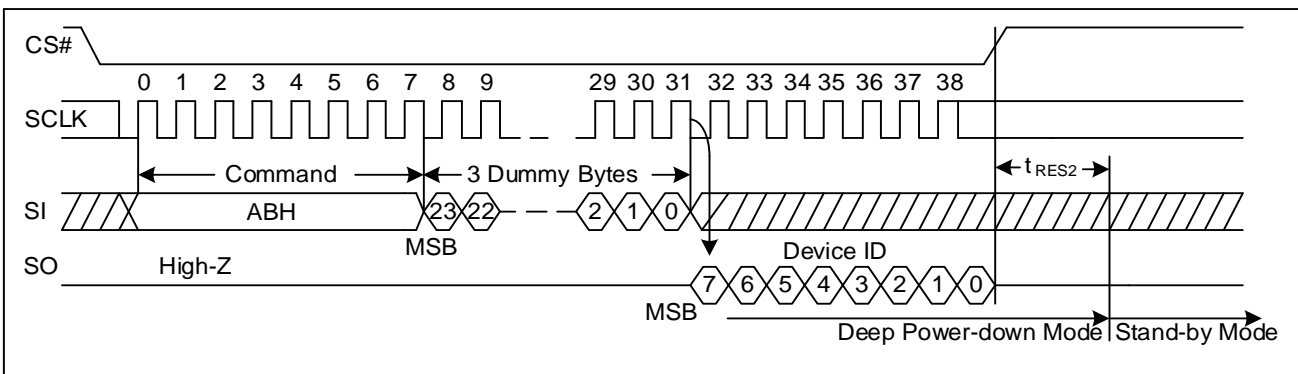 CS#
0 1 2 3 4 5 6 7 8 9 29 30 31 32 33 34 35 36 37 38
SCLK
Command 3 Dummy Bytes tRES2
SI ABH 23 22 2 1 0
MSB
SO High-Z Device ID
7 6 5 4 3 2 1 0
MSB
Deep Power-down Mode Stand-by Mode